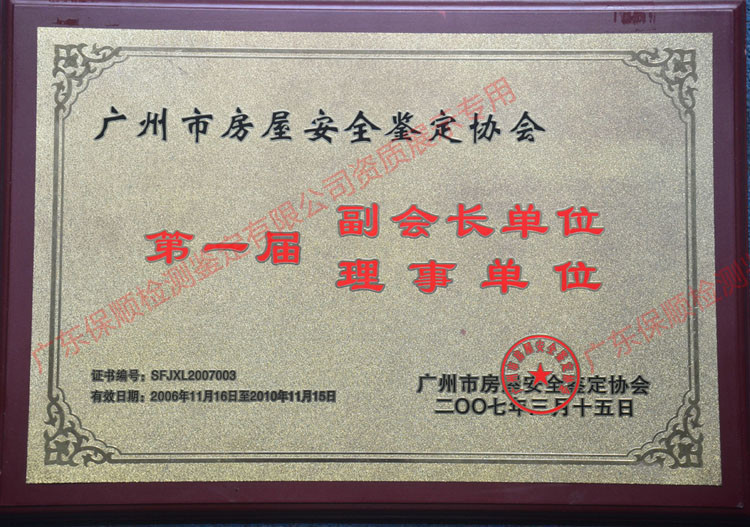 广州市房屋安全鉴定协会
第一届
副会长单位
理事单位
证书编号：SFJXL2007003
有效日期：2006年11月16日至2010年11月15日
广州市房屋安全鉴定协会
二〇〇七年三月十五日
广东保顺检测鉴定有限公司资质展示专用
广东保顺检测